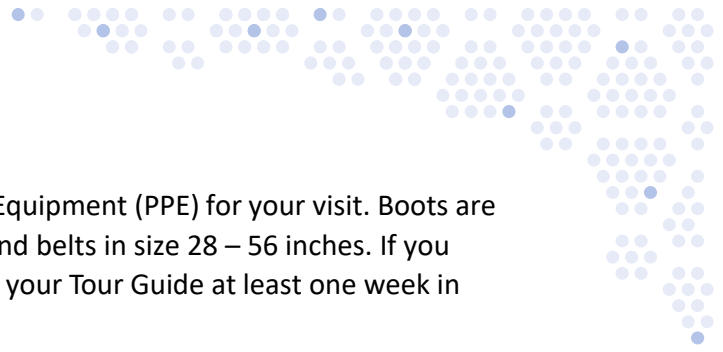 Equipment (PPE) for your visit. Boots are
nd belts in size 28 – 56 inches. If you
your Tour Guide at least one week in